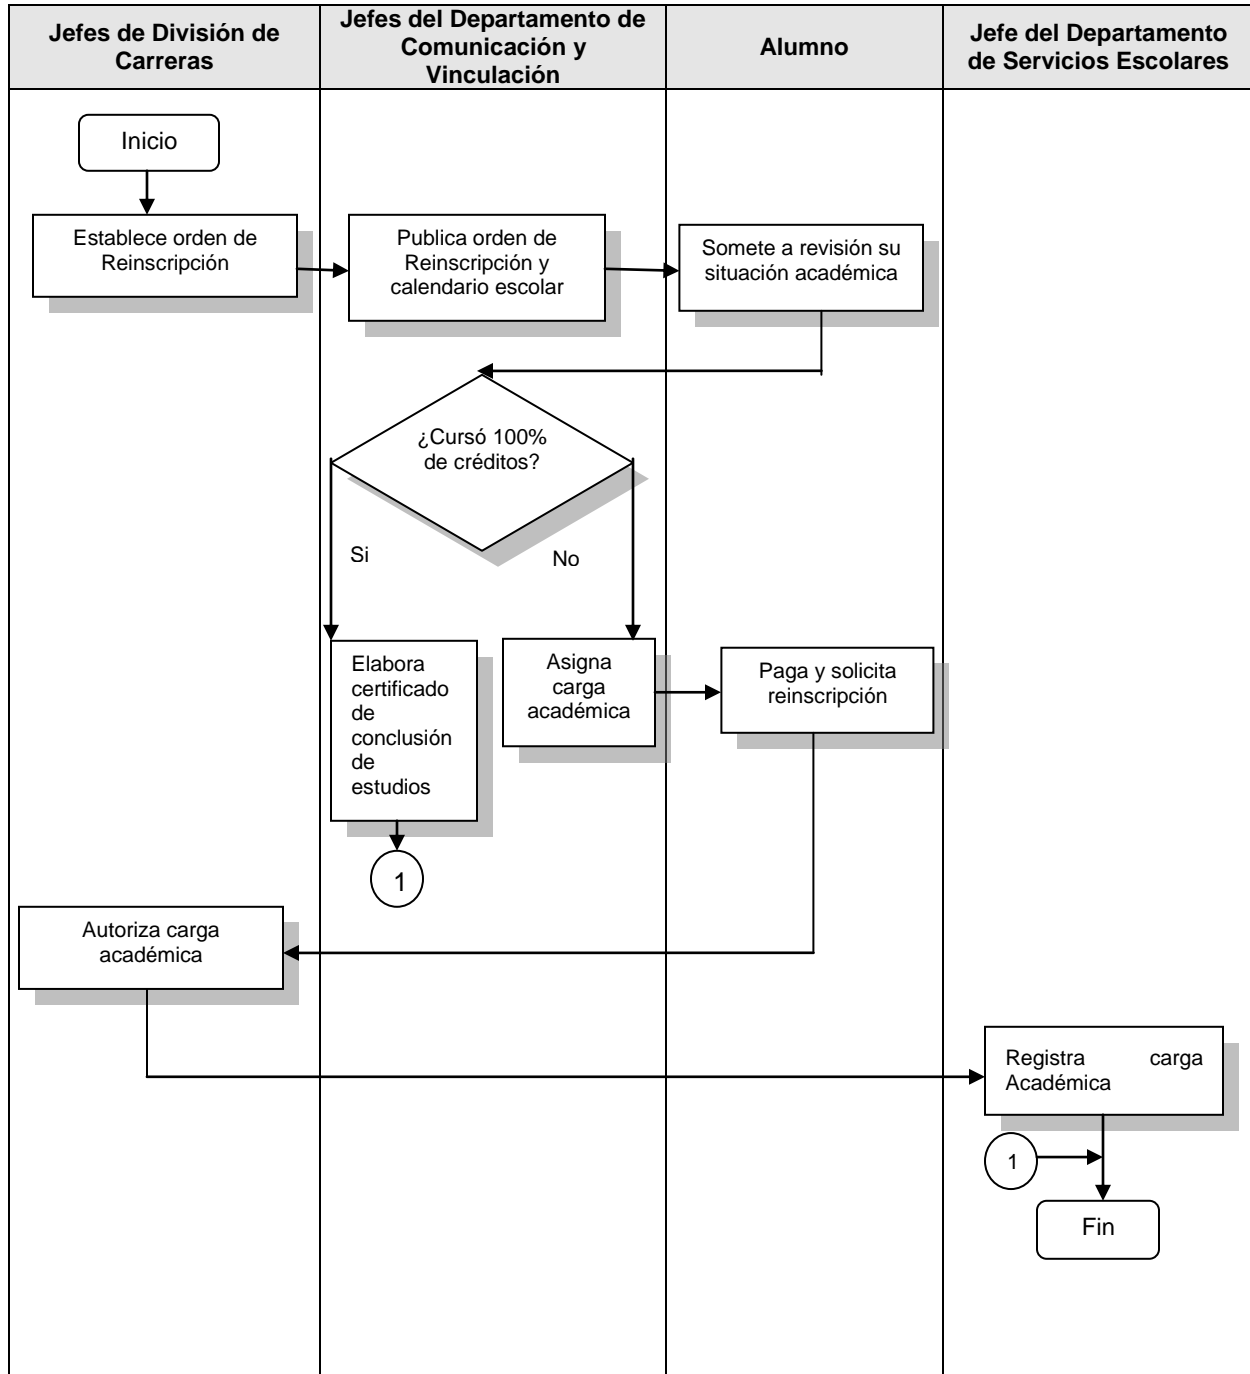 Jefes de División de
Carreras
Jefes del Departamento de
Comunicación y
Vinculación
Alumno
Jefe del Departamento
de Servicios Escolares
Inicio
Establece orden de
Reinscripción
Publica orden de
Reinscripción y
calendario escolar
Somete a revisión su
situación académica
¿Cursó 100%
de créditos?
Si
No
Elabora
certificado
de
conclusión
de
estudios
Asigna
carga
académica
Paga y solicita
reinscripción
1
Autoriza carga
académica
Registra carga
Académica
1
Fin